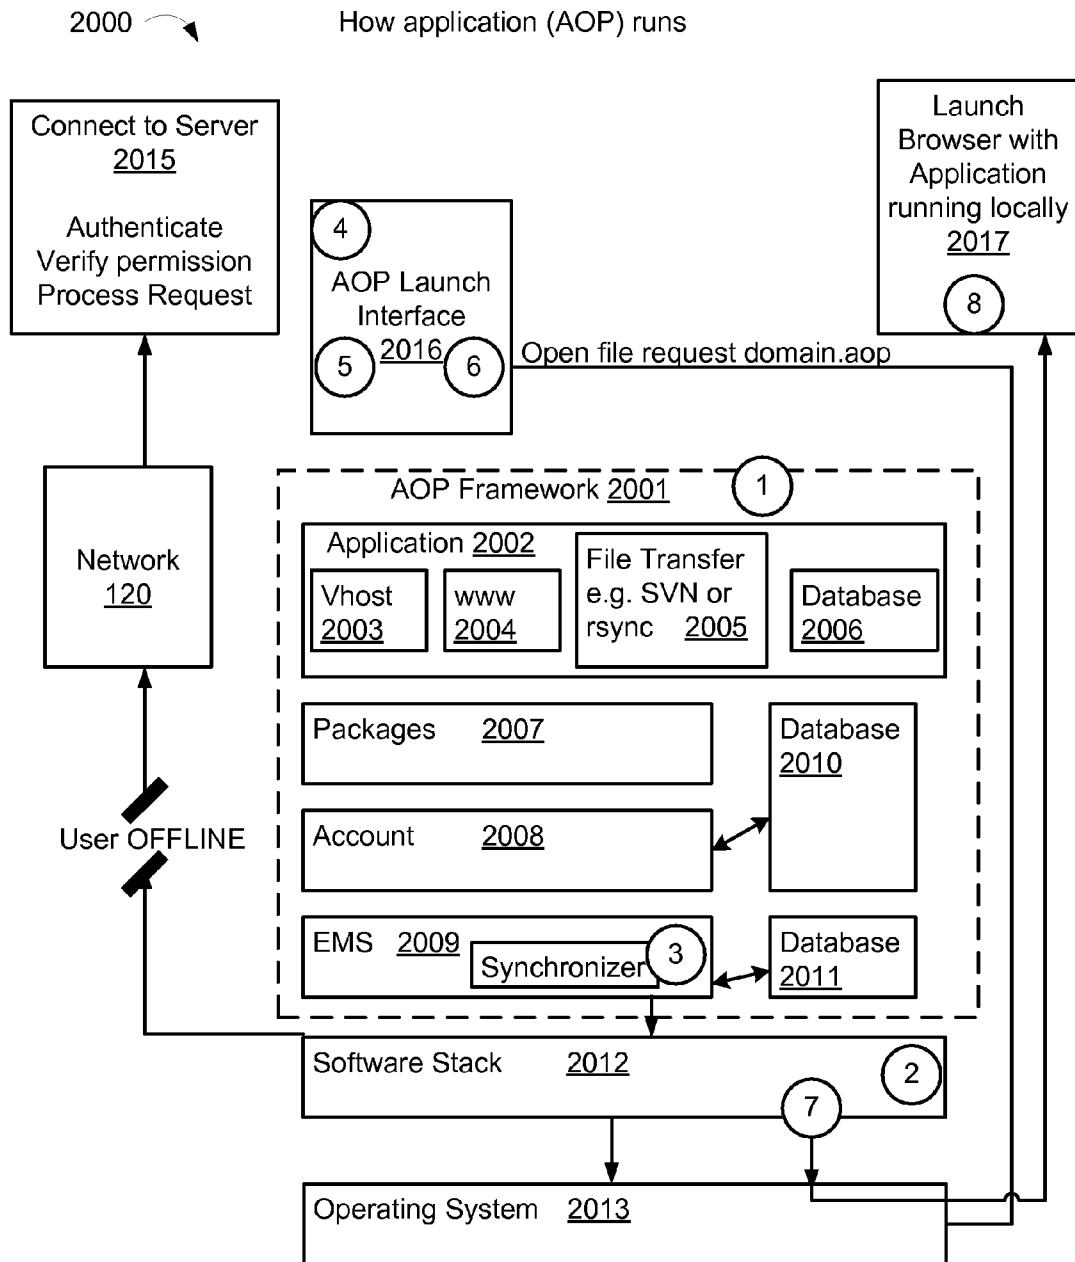 2000
How application (AOP) runs
Connect to Server
2015
Authenticate
Verify permission
Process Request
4
AOP Launch
Interface
2016
5
6
Open file request domain.aop
Launch
Browser with
Application
running locally
2017
8
Network
120
User OFFLINE
AOP Framework 2001
1
Application 2002
Vhost
2003
www
2004
File Transfer
e.g. SVN or
rsync 2005
Database
2006
Packages 2007
Database
2010
Account 2008
EMS 2009
Synchronizer
3
Database
2011
Software Stack 2012
2
7
Operating System 2013